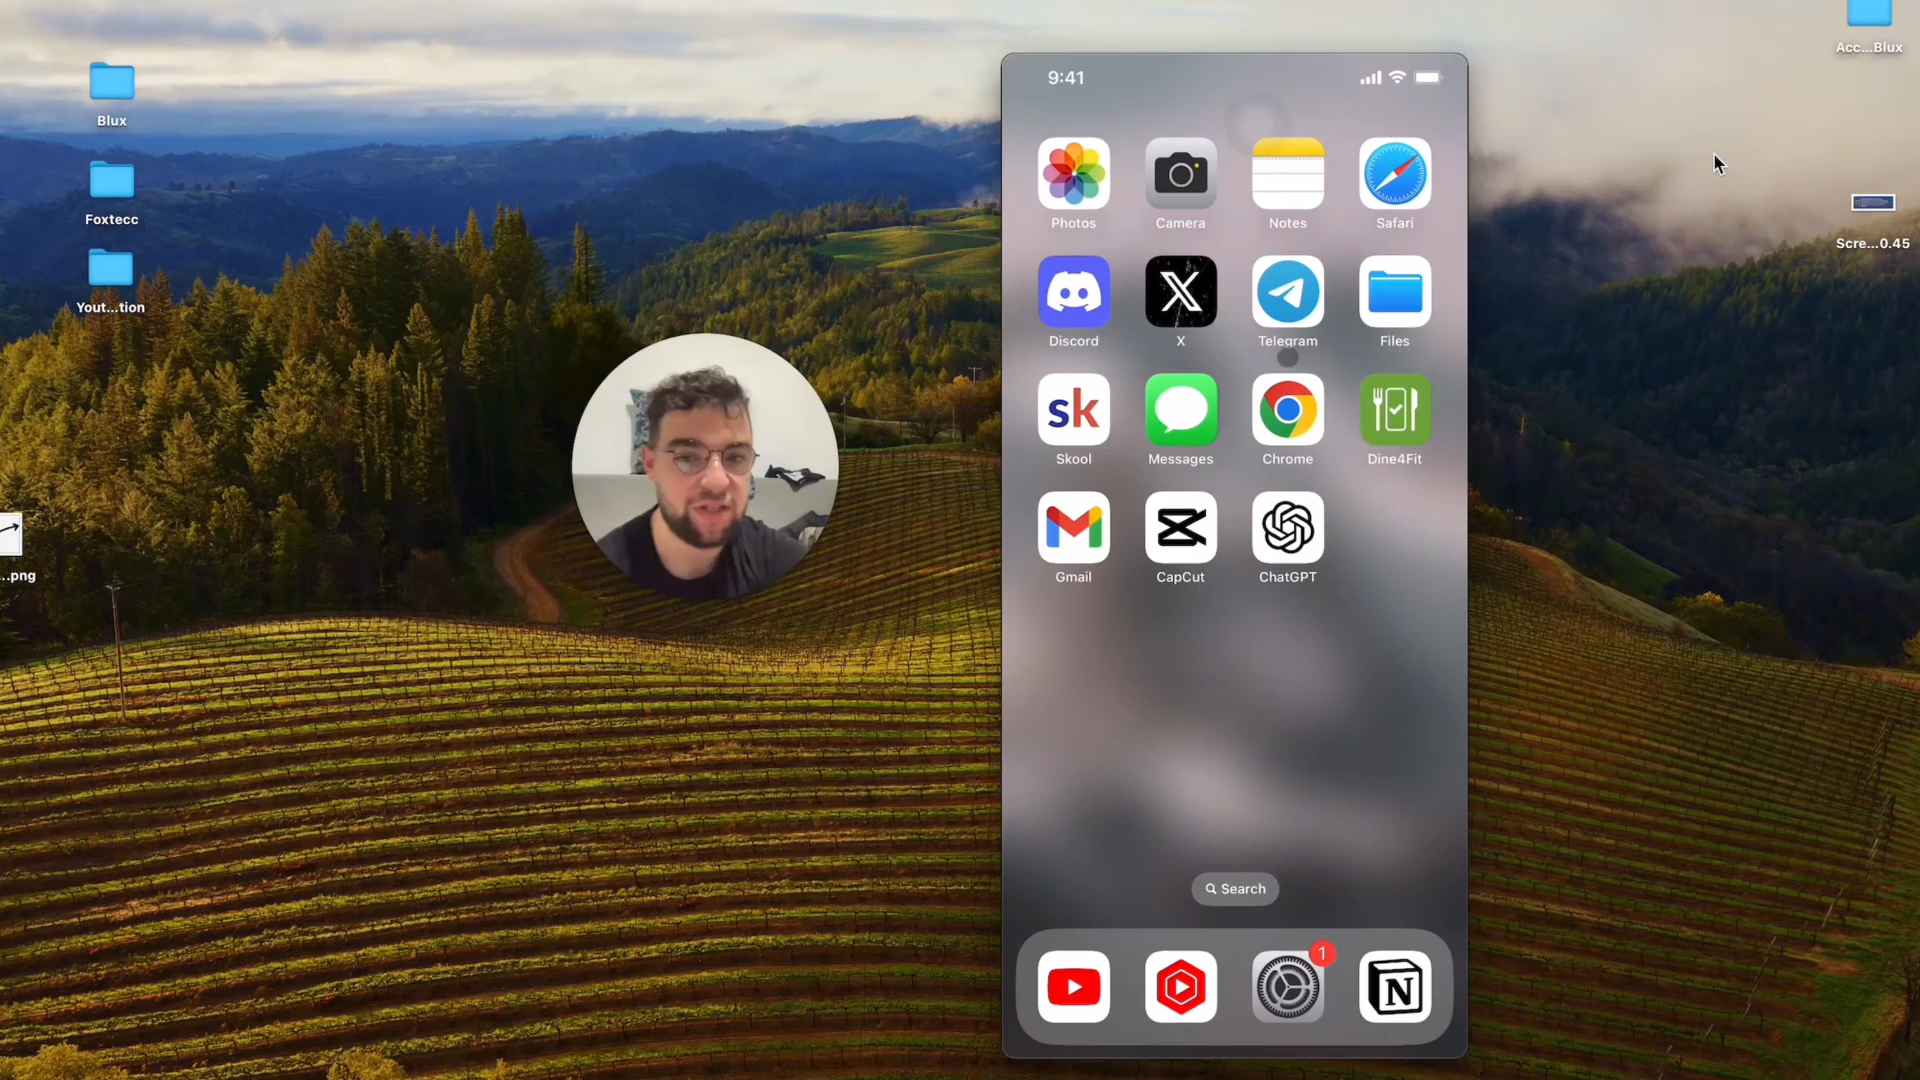 Blux
Foxtecc
Yout...tion
...png
9:41
Photos
Camera
Notes
Safari
Discord
X
Telegram
Files
sk
Skool
Messages
Chrome
Dine4Fit
Gmail
CapCut
ChatGPT
Search
1
N
Acc...Blux
Scre...0.45